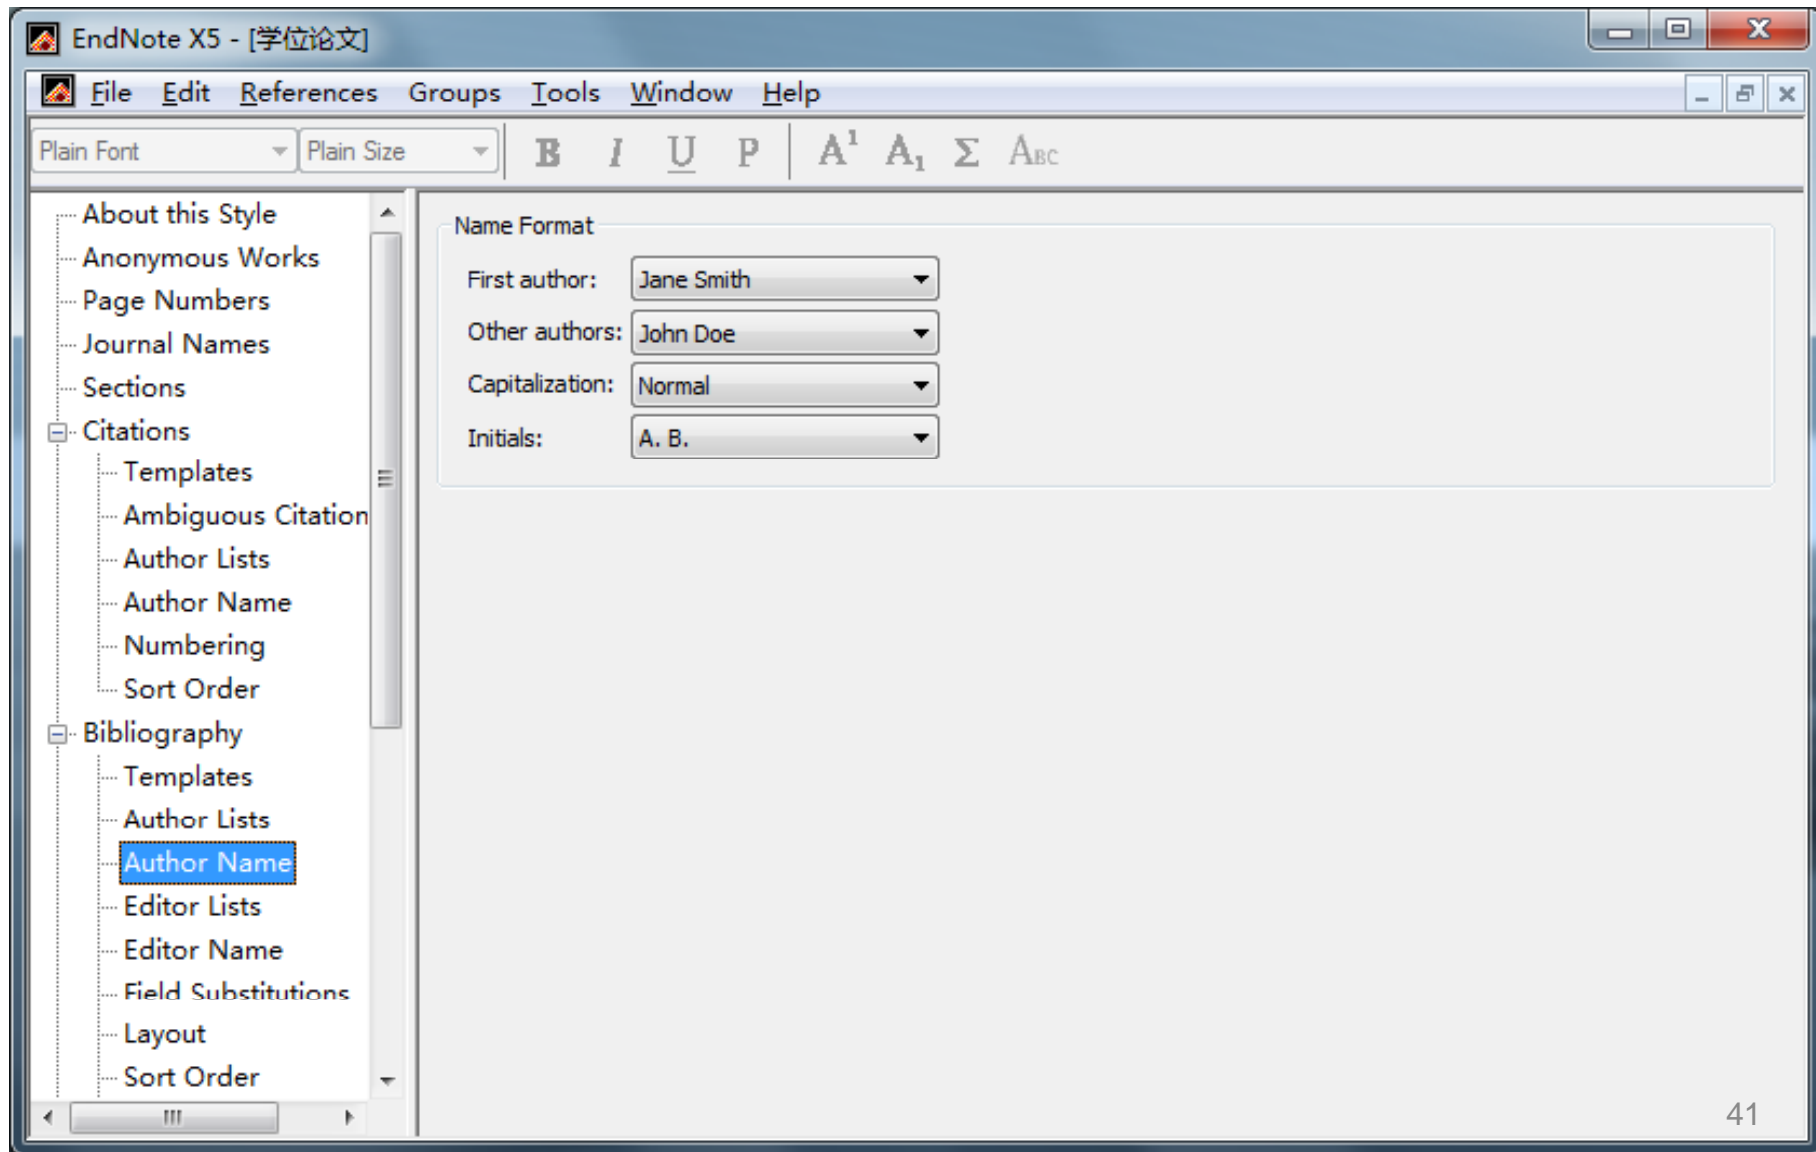 EndNote X5 - [学位论文]
File Edit References Groups Tools Window Help
Plain Font Plain Size B I U P A¹ A₁ Σ ABC
About this Style
Anonymous Works
Page Numbers
Journal Names
Sections
Citations
Templates
Ambiguous Citation
Author Lists
Author Name
Numbering
Sort Order
Bibliography
Templates
Author Lists
Author Name
Editor Lists
Editor Name
Field Substitutions
Layout
Sort Order
Name Format
First author: Jane Smith
Other authors: John Doe
Capitalization: Normal
Initials: A. B.
41